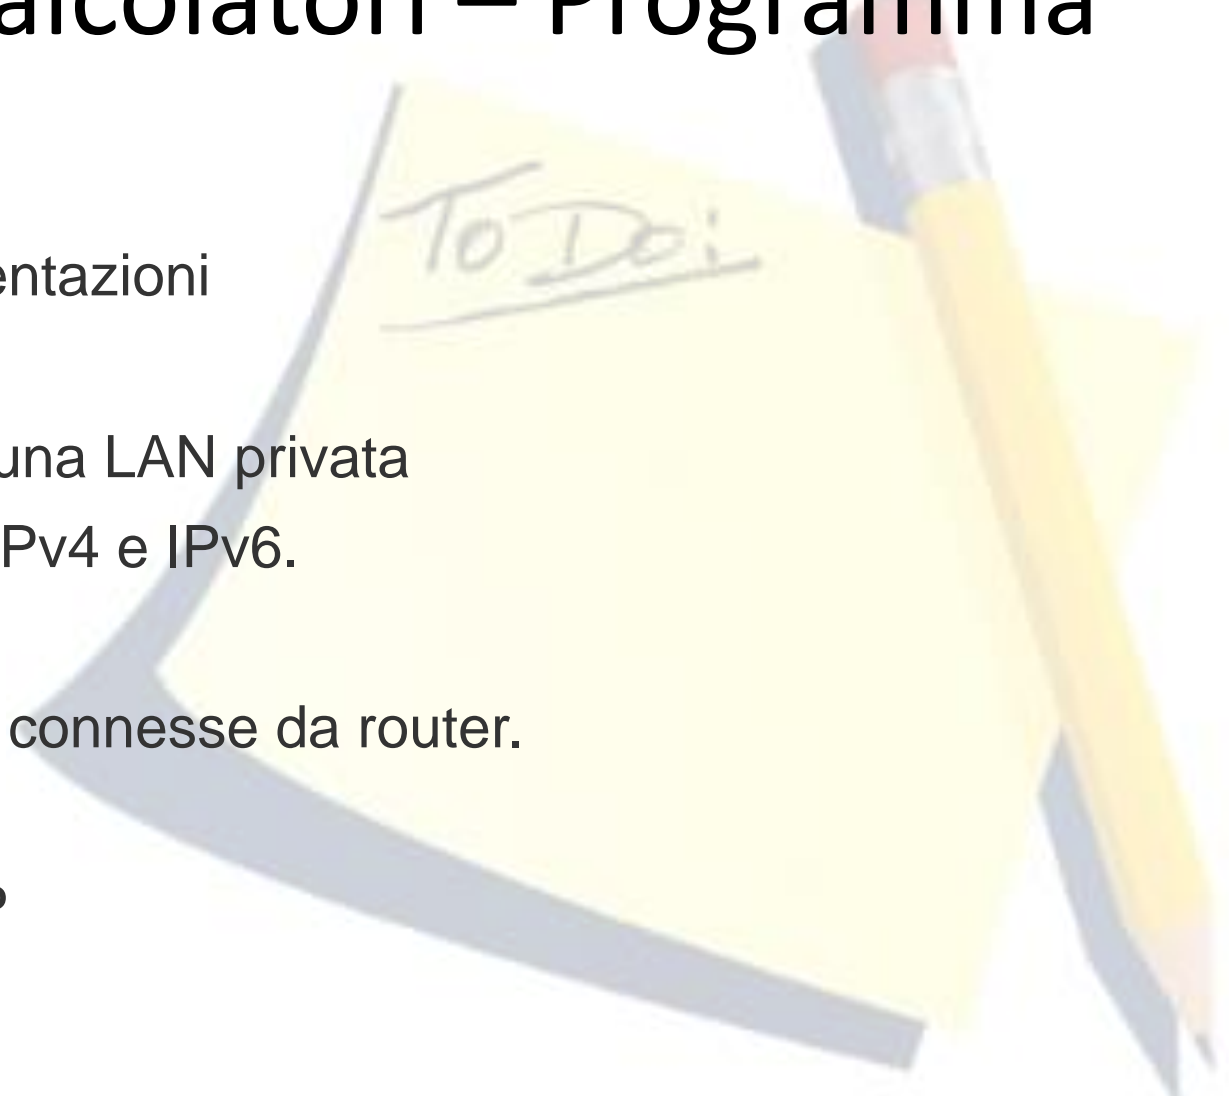 alcolatori – Programma
To Do:
entazioni
una LAN privata
Pv4 e IPv6.
connesse da router.